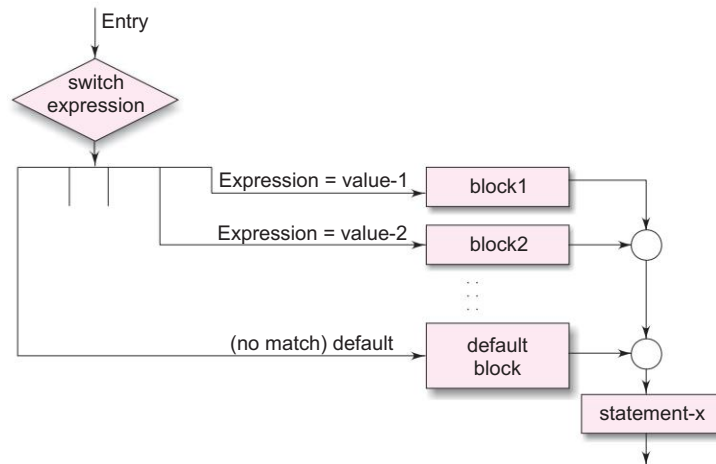 Entry
switch
expression
Expression = value-1
block1
Expression = value-2
block2
(no match) default
default
block
statement-x